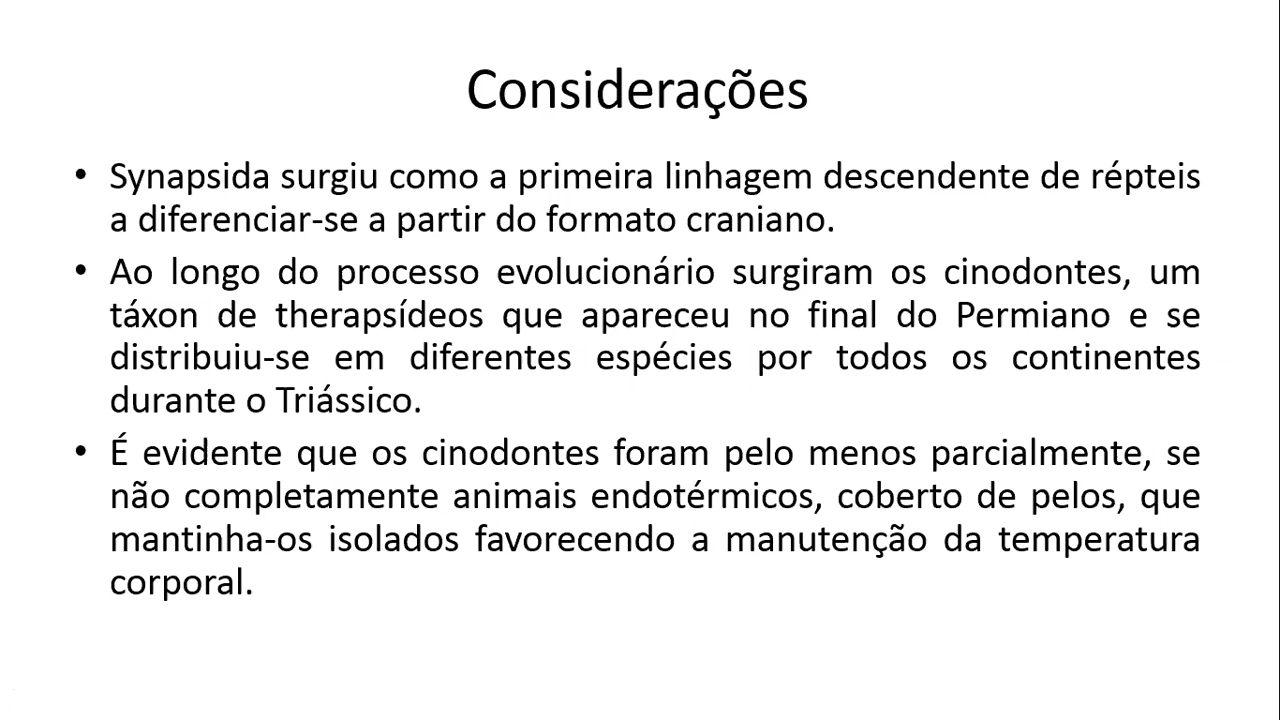 Considerações
• Synapsida surgiu como a primeira linhagem descendente de répteis
a diferenciar-se a partir do formato craniano.
• Ao longo do processo evolucionário surgiram os cinodontes, um
táxon de therapsídeos que apareceu no final do Permiano e se
distribuiu-se em diferentes espécies por todos os continentes
durante o Triássico.
• É evidente que os cinodontes foram pelo menos parcialmente, se
não completamente animais endotérmicos, coberto de pelos, que
mantinha-os isolados favorecendo a manutenção da temperatura
corporal.